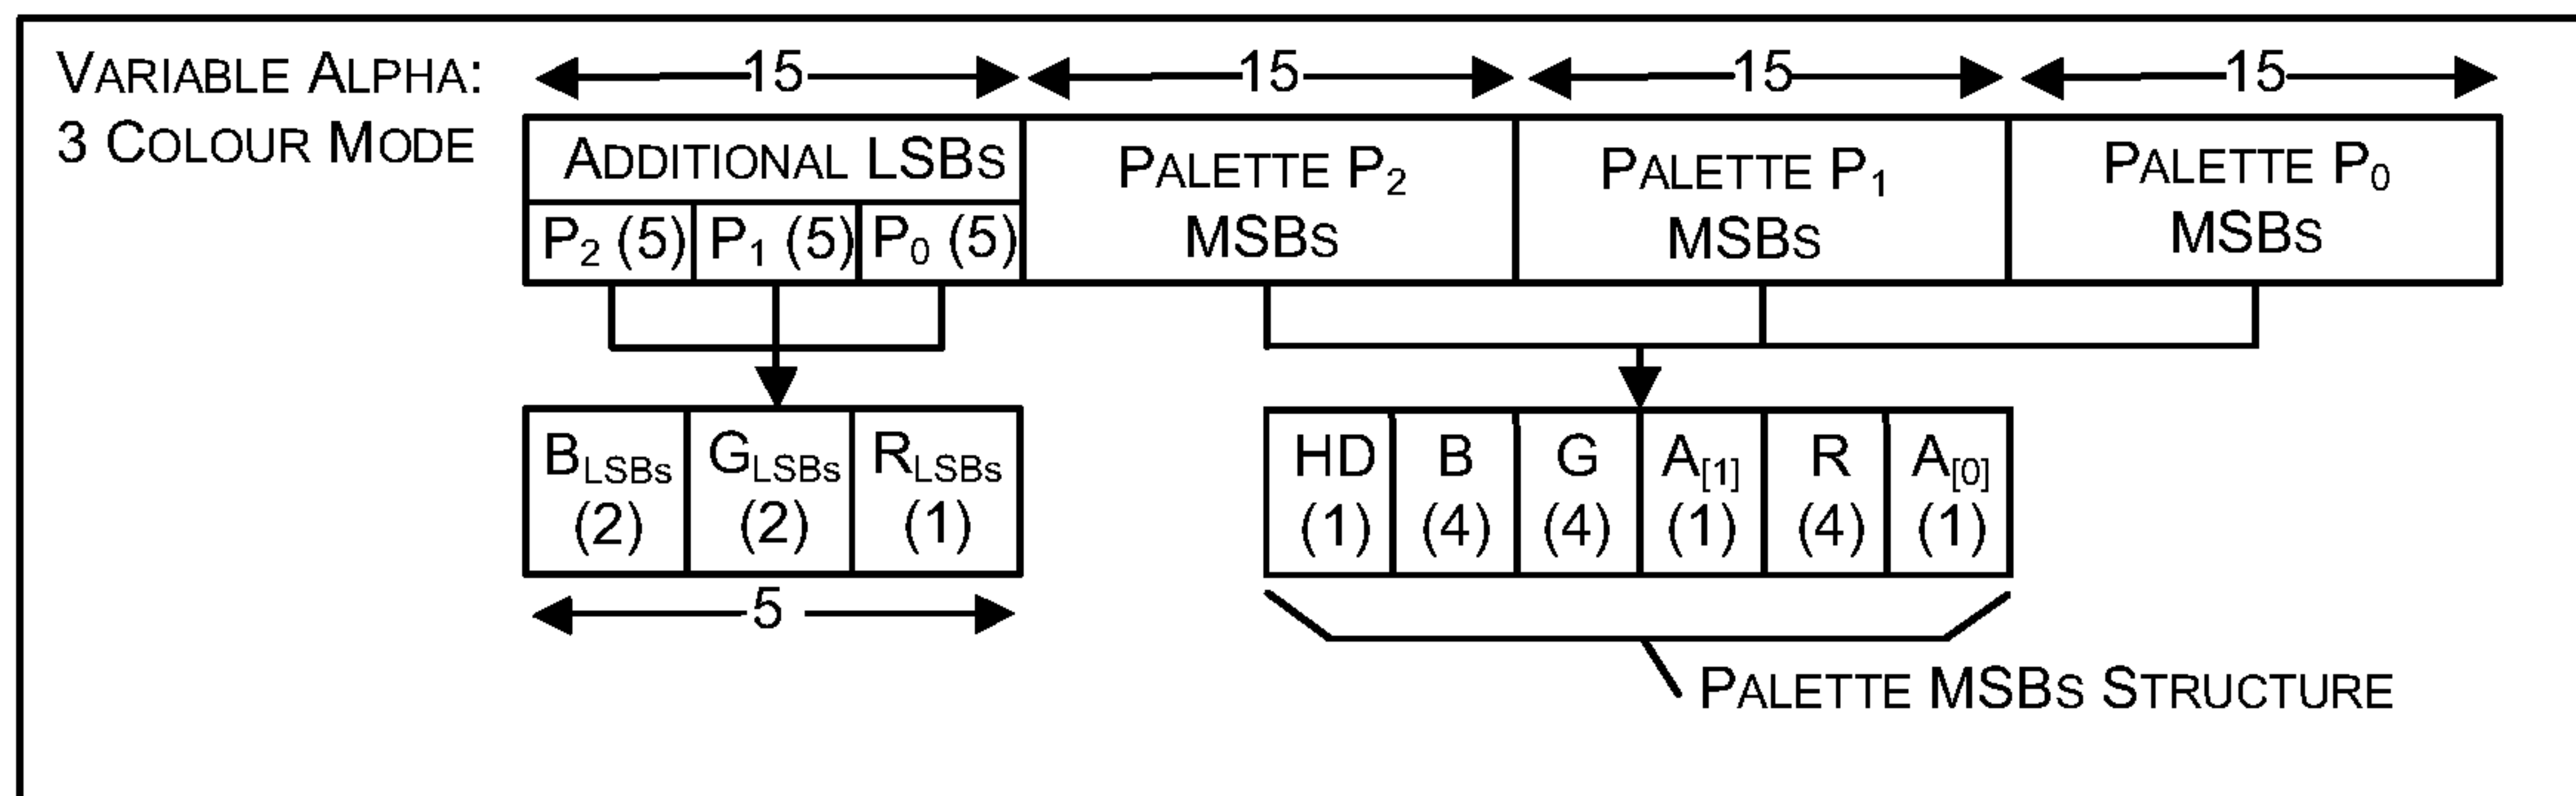 VARIABLE ALPHA:
3 COLOUR MODE
15 15 15 15
ADDITIONAL LSBs
P2 (5) P1 (5) P0 (5)
PALETTE P2
MSBs
PALETTE P1
MSBs
PALETTE P0
MSBs
BLSBs
(2)
GLSBs
(2)
RLSBs
(1)
5
HD
(1)
B
(4)
G
(4)
A[1]
(1)
R
(4)
A[0]
(1)
PALETTE MSBs STRUCTURE